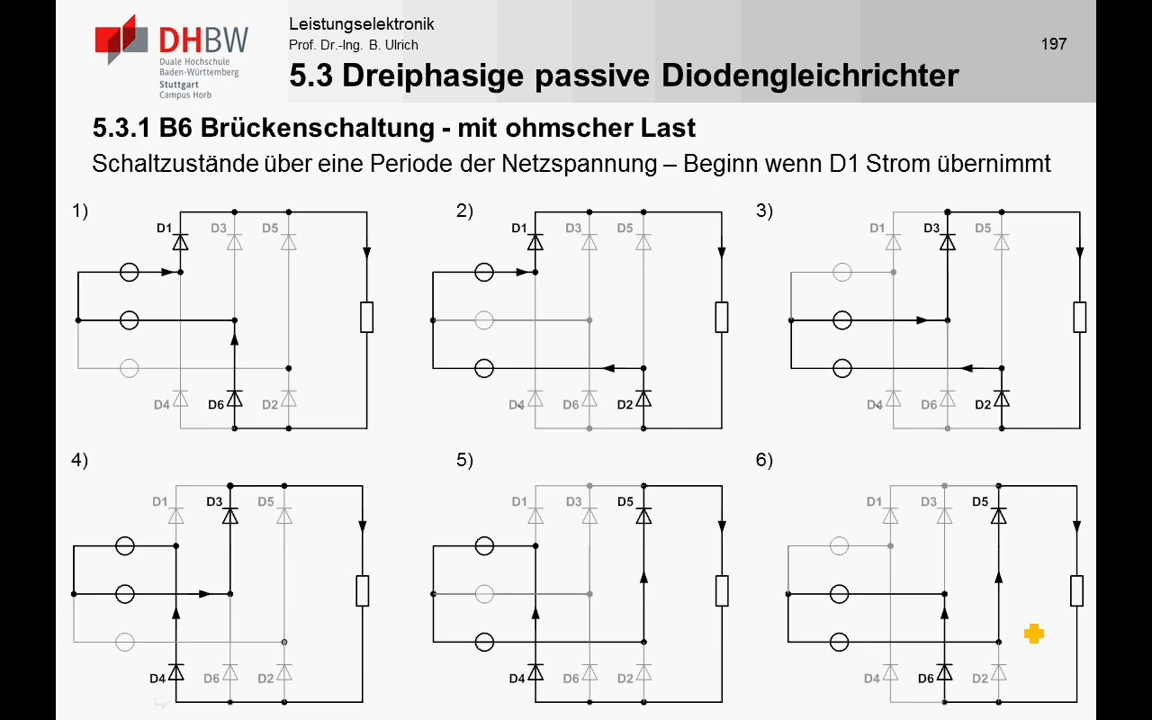 DHBW
Duale Hochschule
Baden-Württemberg
Stuttgart
Campus Horb
Leistungselektronik
Prof. Dr.-Ing. B. Ulrich
197
5.3 Dreiphasige passive Diodengleichrichter
5.3.1 B6 Brückenschaltung - mit ohmscher Last
Schaltzustände über eine Periode der Netzspannung – Beginn wenn D1 Strom übernimmt
1)
D1 D3 D5
D4 D6 D2
2)
D1 D3 D5
D4 D6 D2
3)
D1 D3 D5
D4 D6 D2
4)
D1 D3 D5
D4 D6 D2
5)
D1 D3 D5
D4 D6 D2
6)
D1 D3 D5
D4 D6 D2